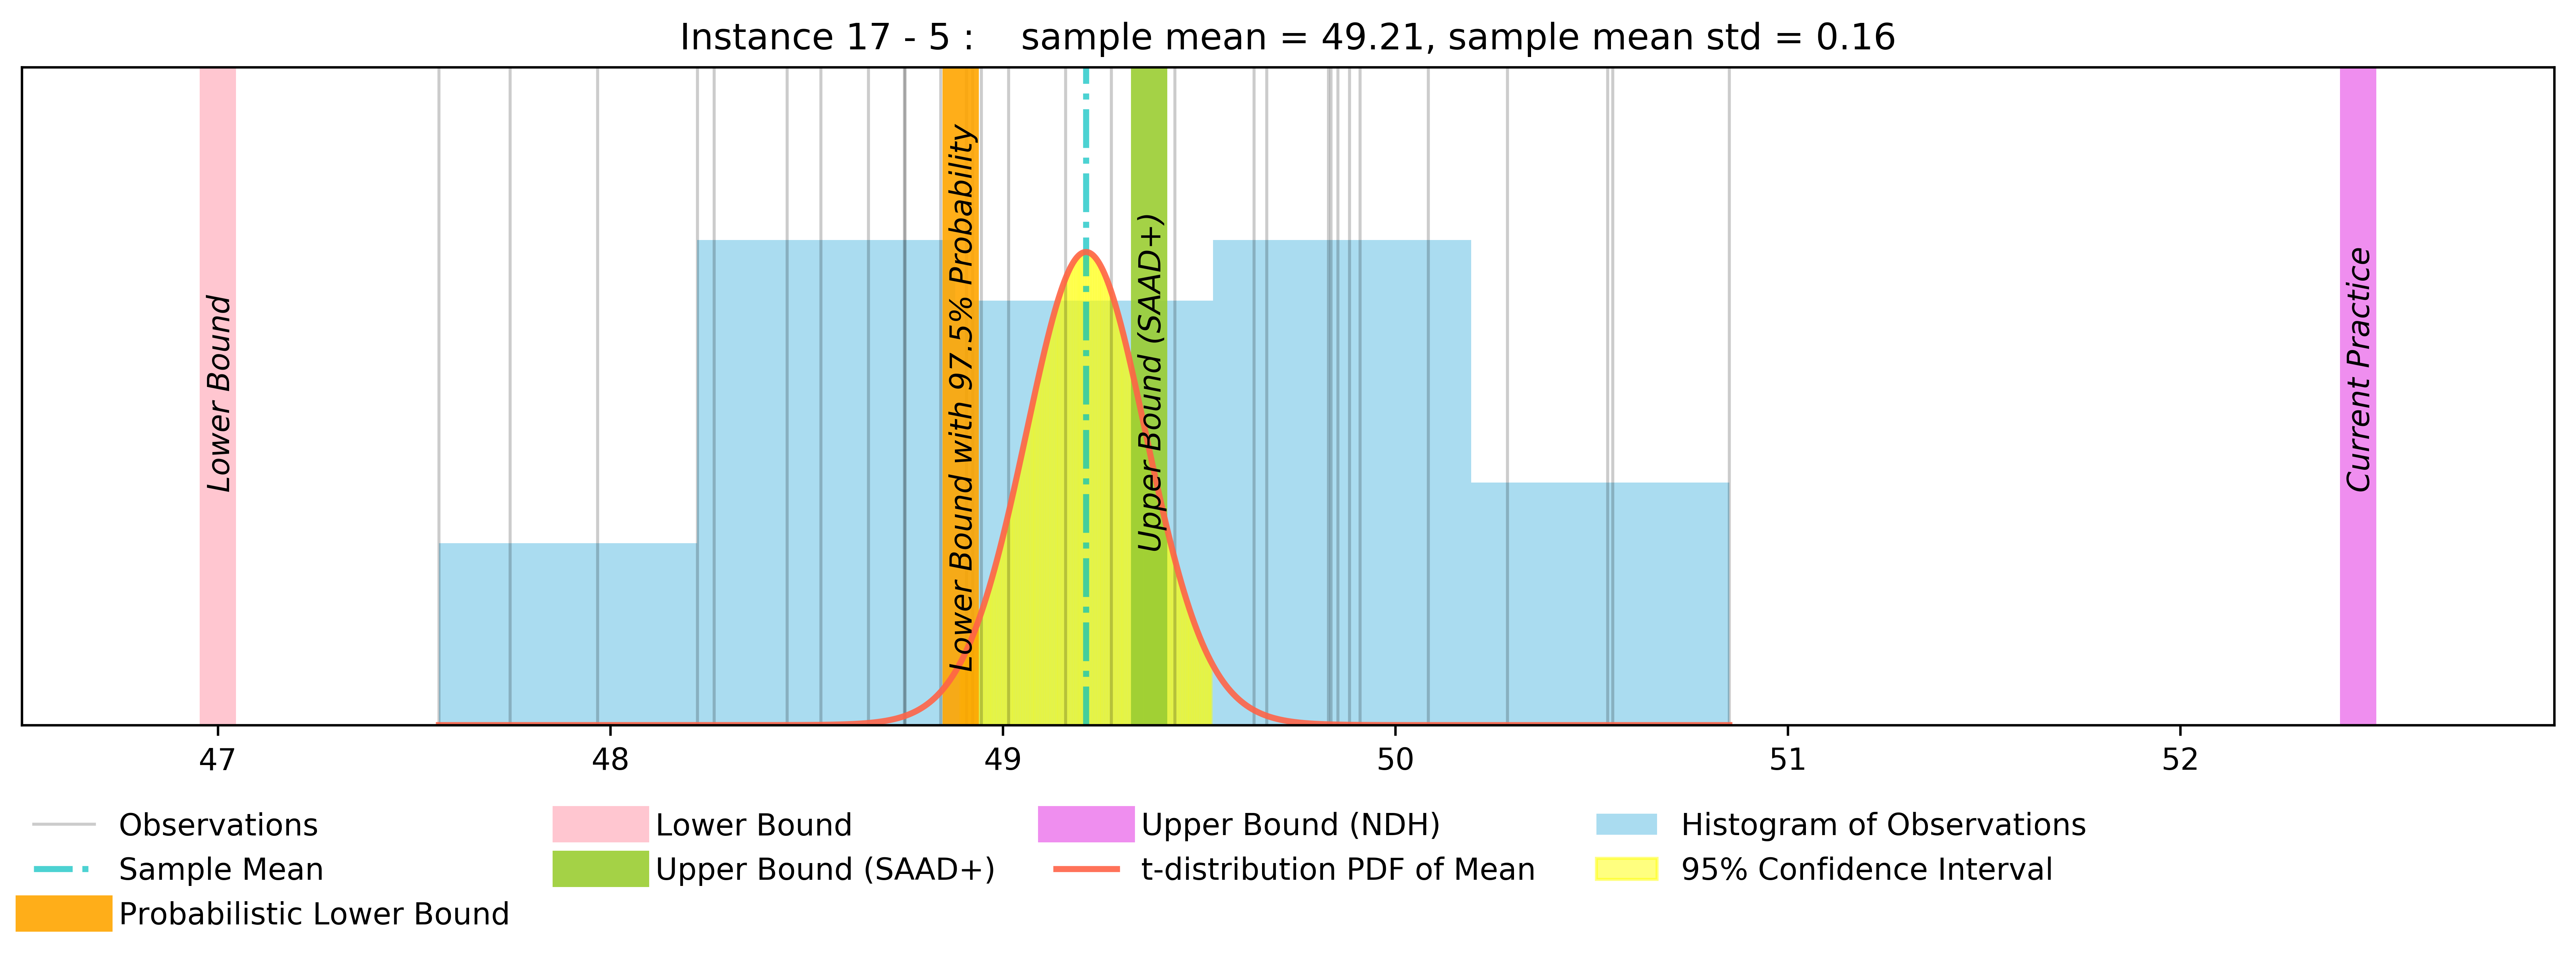 Instance 17 - 5 :    sample mean = 49.21, sample mean std = 0.16
Lower Bound
Lower Bound with 97.5% Probability
Upper Bound (SAAD+)
Current Practice
47 48 49 50 51 52
Observations Lower Bound Upper Bound (NDH) Histogram of Observations
Sample Mean Upper Bound (SAAD+) t-distribution PDF of Mean 95% Confidence Interval
Probabilistic Lower Bound